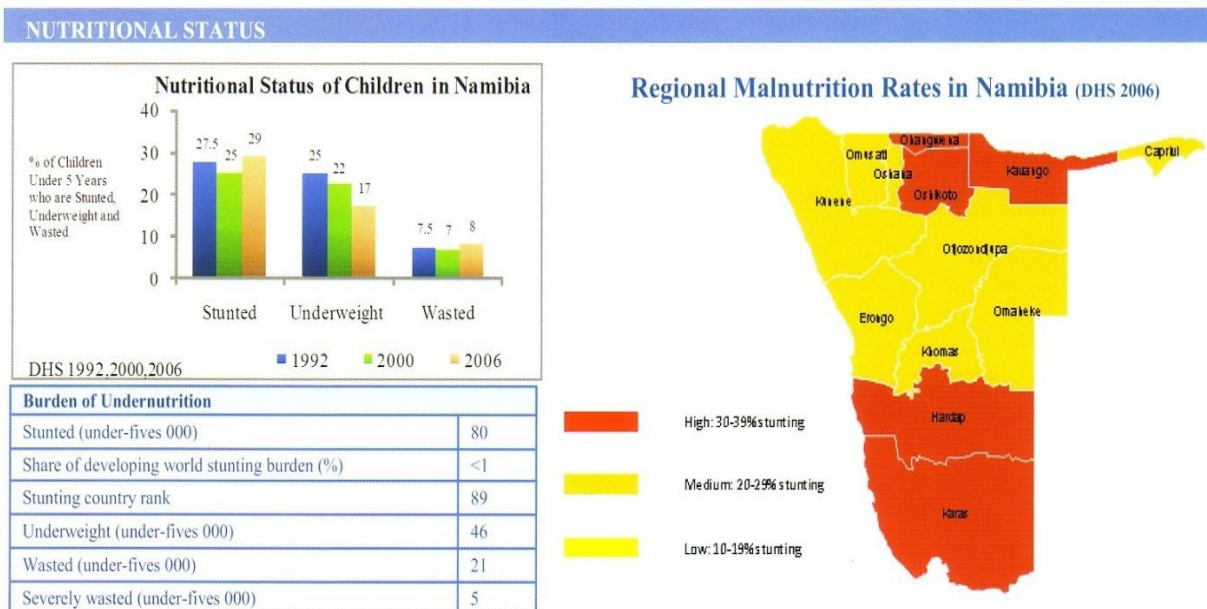 NUTRITIONAL STATUS
Nutritional Status of Children in Namibia
40
30
20
10
0
% of Children
Under 5 Years
who are Stunted,
Underweight and
Wasted
27.5
25
29
25
22
17
7.5
7
8
Stunted
Underweight
Wasted
1992
2000
2006
DHS 1992,2000,2006
Burden of Undernutrition
Stunted (under-fives 000) 80
Share of developing world stunting burden (%) <1
Stunting country rank 89
Underweight (under-fives 000) 46
Wasted (under-fives 000) 21
Severely wasted (under-fives 000) 5
Regional Malnutrition Rates in Namibia (DHS 2006)
Ohangwena
Omusati
Oshana
Oshikoto
Kavango
Caprivi
Kunene
Otjozondjupa
Omaheke
Erongo
Khomas
Hardap
Karas
High: 30-39% stunting
Medium: 20-29% stunting
Low: 10-19% stunting